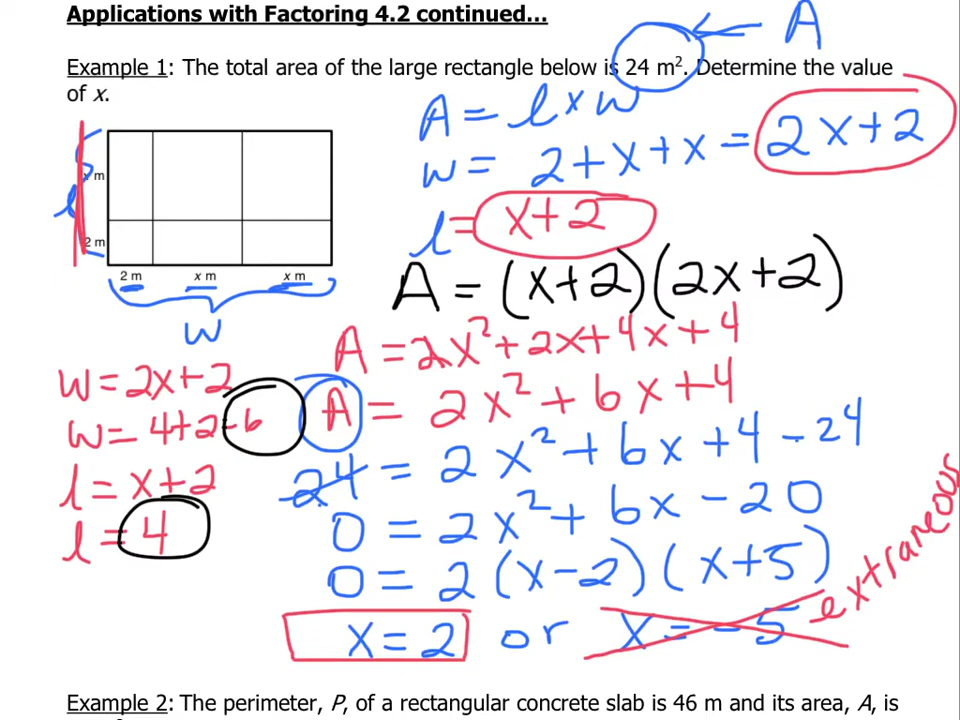 Applications with Factoring 4.2 continued...
A
Example 1: The total area of the large rectangle below is 24 m². Determine the value
of x.
A = l x w
w = 2 + x + x = 2x+2
l = x+2
x m
l
2 m
2 m x m x m
w
A = (x+2)(2x+2)
A = 2x² + 2x + 4x + 4
w = 2x+2
A = 2x² + 6x + 4
w = 4+2 = 6
24 = 2x² + 6x + 4 - 24
l = x + 2
0 = 2x² + 6x - 20
l = 4
0 = 2(x-2)(x+5)
extraneous
x = 2 or x = -5
Example 2: The perimeter, P, of a rectangular concrete slab is 46 m and its area, A, is